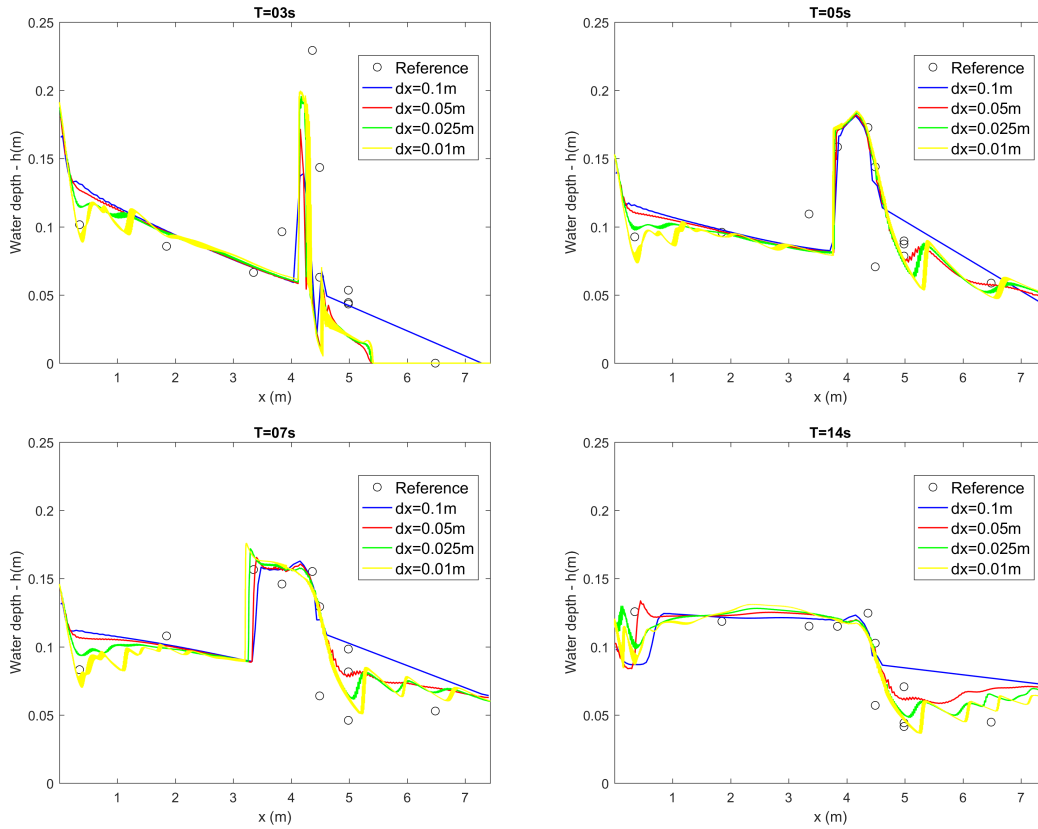 T=03s
0.25
0.2
0.15
0.1
0.05
0
Water depth - h(m)
Reference
dx=0.1m
dx=0.05m
dx=0.025m
dx=0.01m
1 2 3 4 5 6 7
x (m)
T=05s
0.25
0.2
0.15
0.1
0.05
0
Water depth - h(m)
Reference
dx=0.1m
dx=0.05m
dx=0.025m
dx=0.01m
1 2 3 4 5 6 7
x (m)
T=07s
0.25
0.2
0.15
0.1
0.05
0
Water depth - h(m)
Reference
dx=0.1m
dx=0.05m
dx=0.025m
dx=0.01m
1 2 3 4 5 6 7
x (m)
T=14s
0.25
0.2
0.15
0.1
0.05
0
Water depth - h(m)
Reference
dx=0.1m
dx=0.05m
dx=0.025m
dx=0.01m
1 2 3 4 5 6 7
x (m)